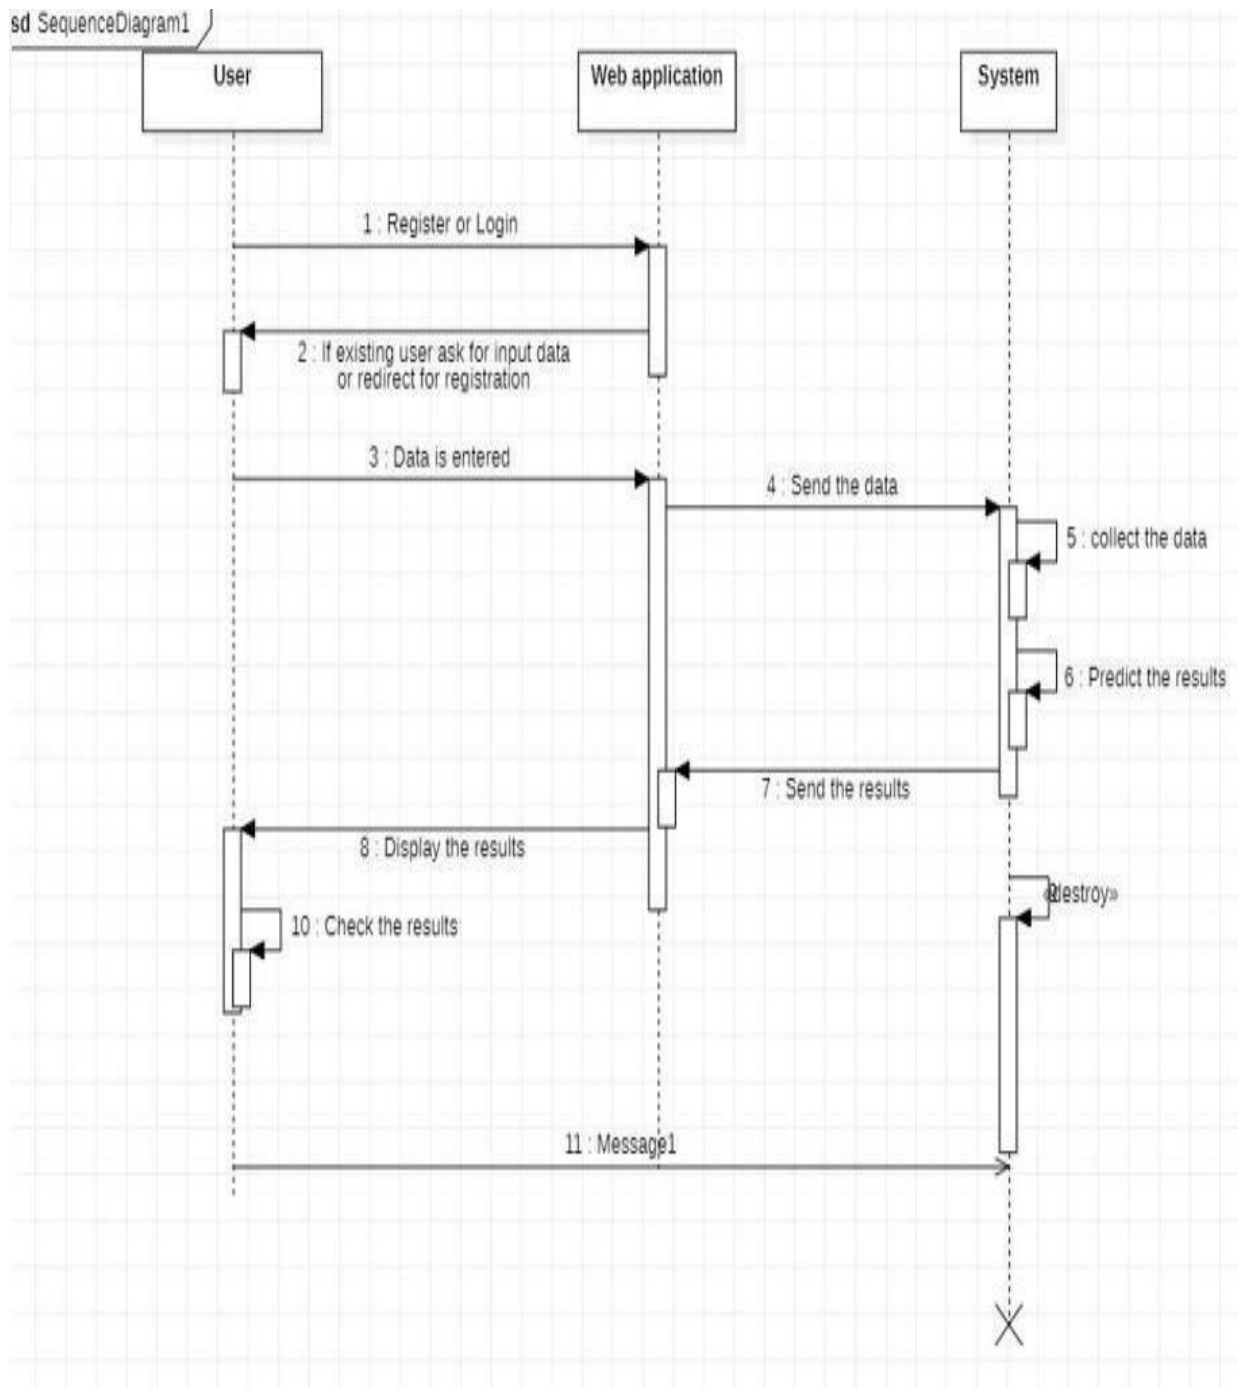 sd SequenceDiagram1
User
Web application
System
1 : Register or Login
2 : If existing user ask for input data
or redirect for registration
3 : Data is entered
4 : Send the data
5 : collect the data
6 : Predict the results
7 : Send the results
8 : Display the results
«destroy»
10 : Check the results
11 : Message1